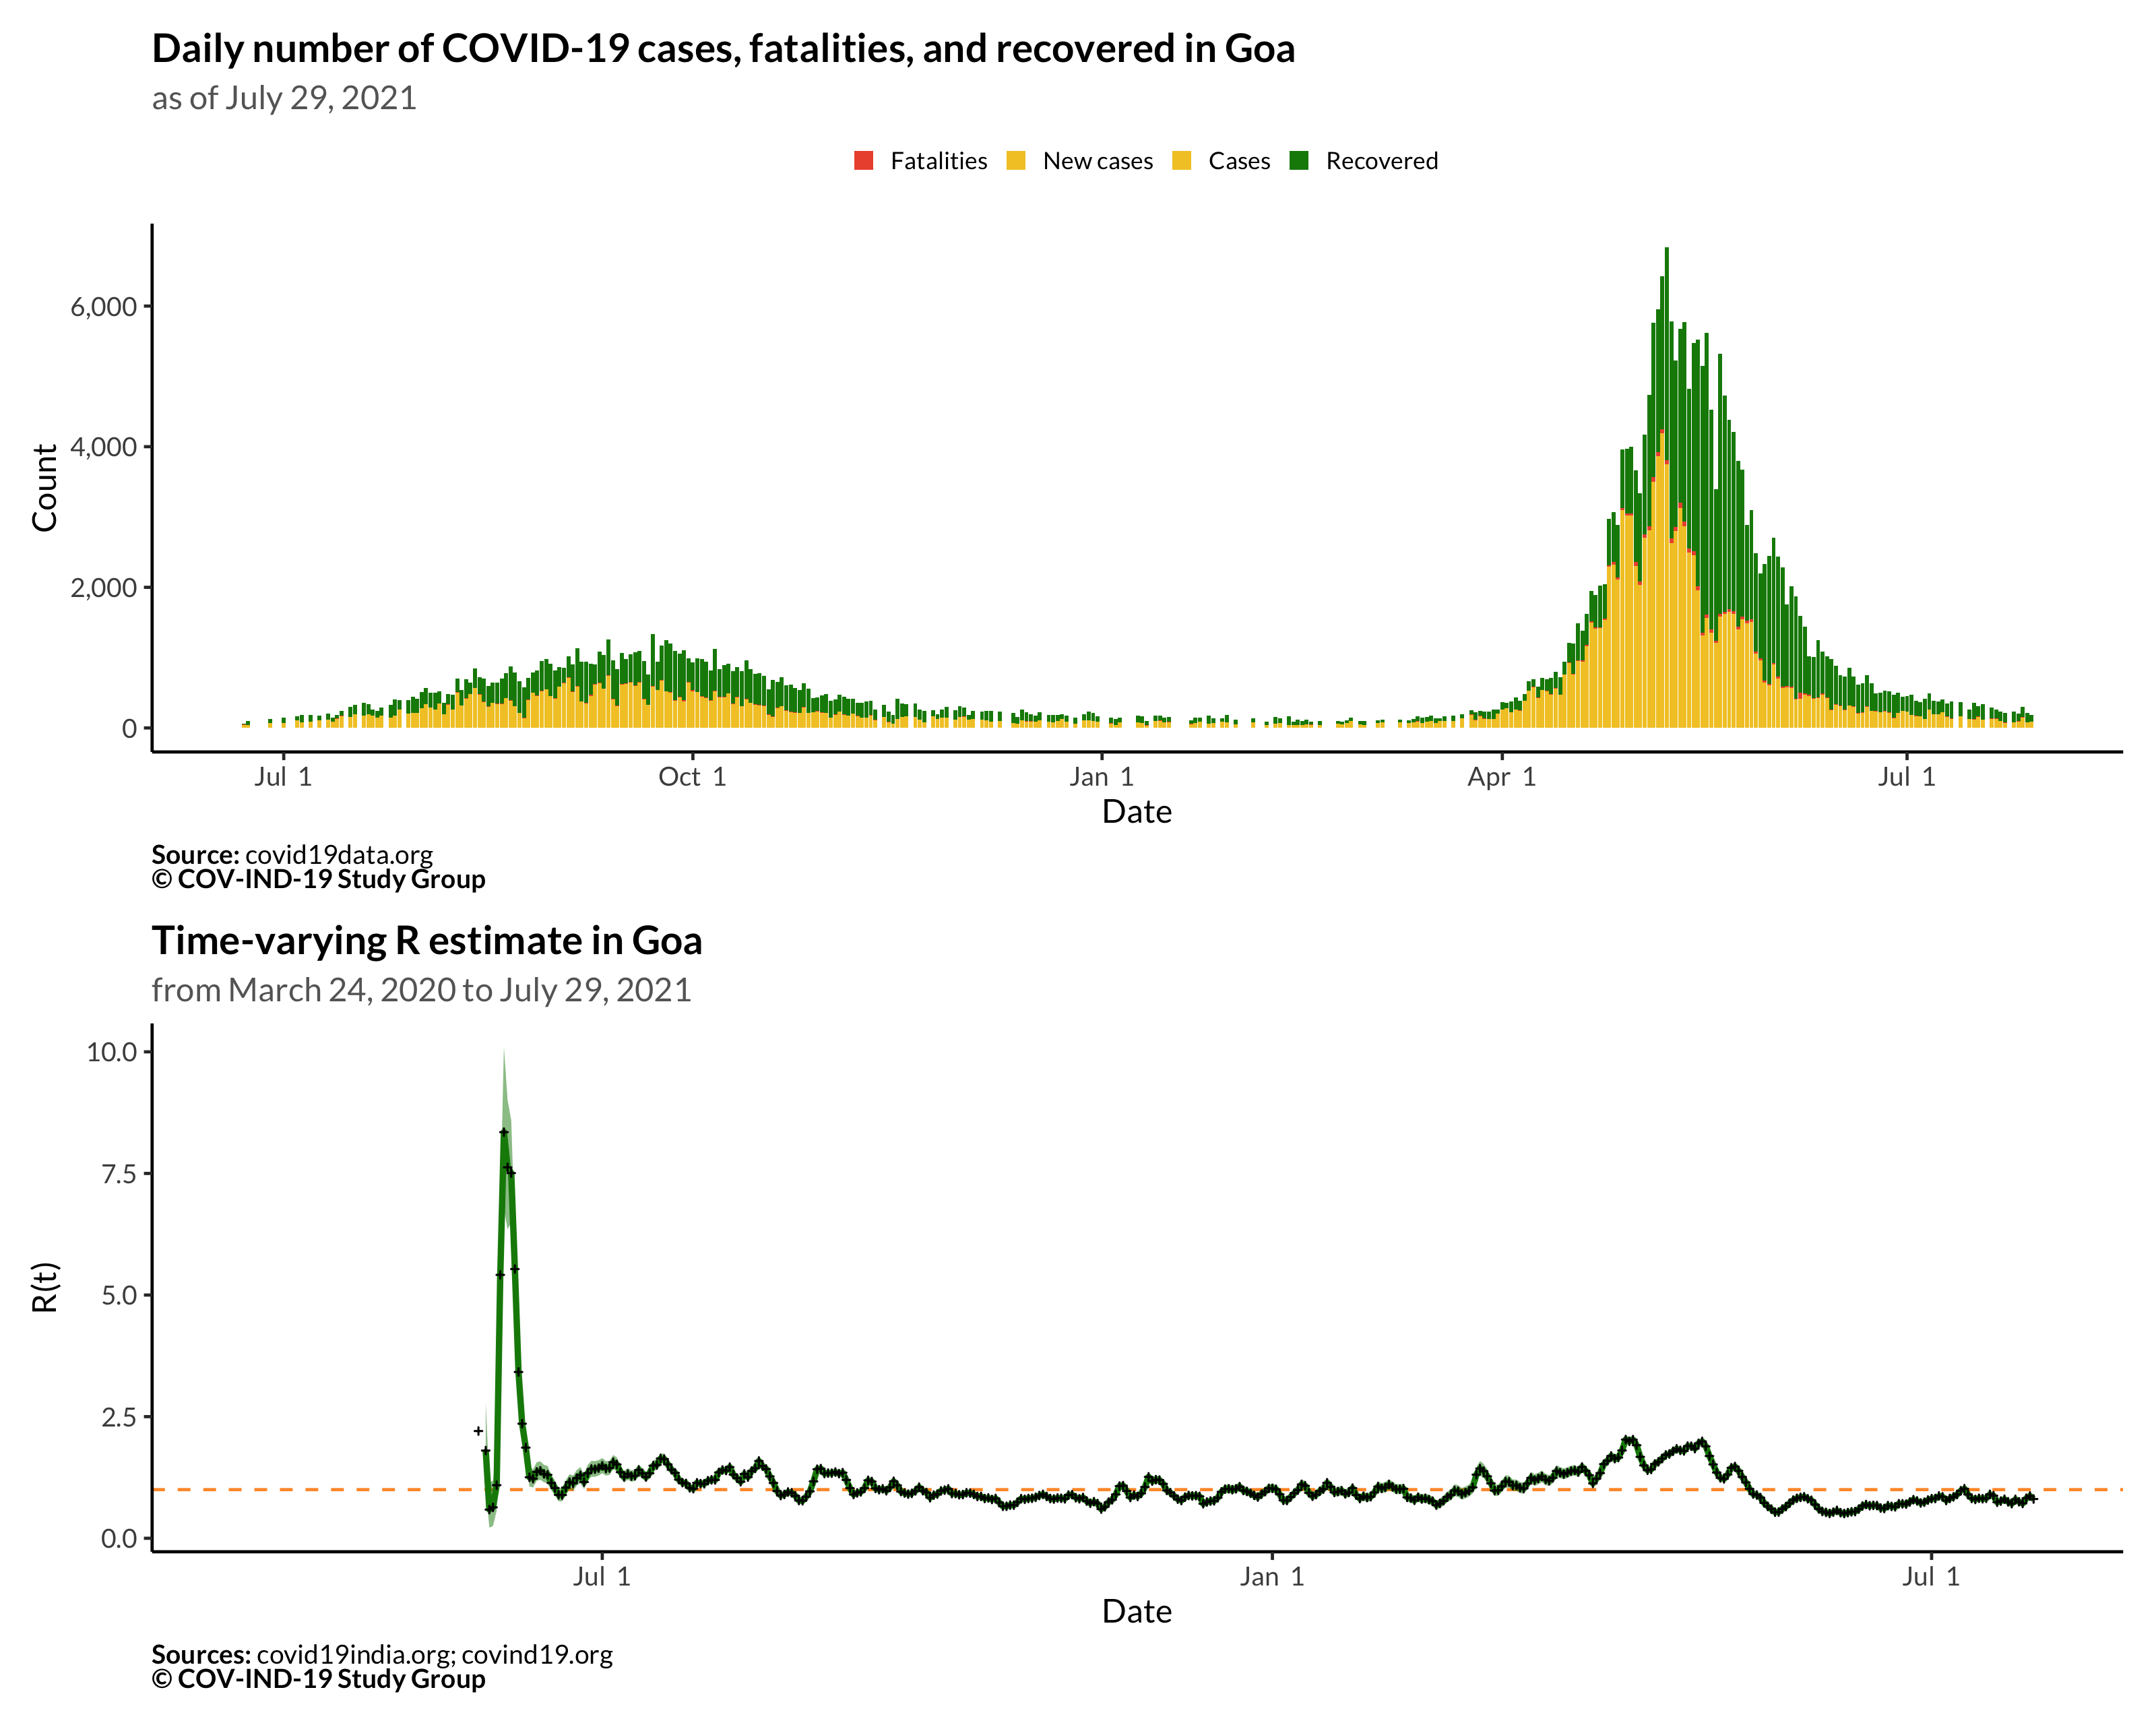 Daily number of COVID-19 cases, fatalities, and recovered in Goa
as of July 29, 2021
Fatalities New cases Cases Recovered
Count
6,000
4,000
2,000
0
Jul 1 Oct 1 Jan 1 Apr 1 Jul 1
Date
Source: covid19data.org
© COV-IND-19 Study Group
Time-varying R estimate in Goa
from March 24, 2020 to July 29, 2021
R(t)
10.0
7.5
5.0
2.5
0.0
Jul 1 Jan 1 Jul 1
Date
Sources: covid19india.org; covind19.org
© COV-IND-19 Study Group